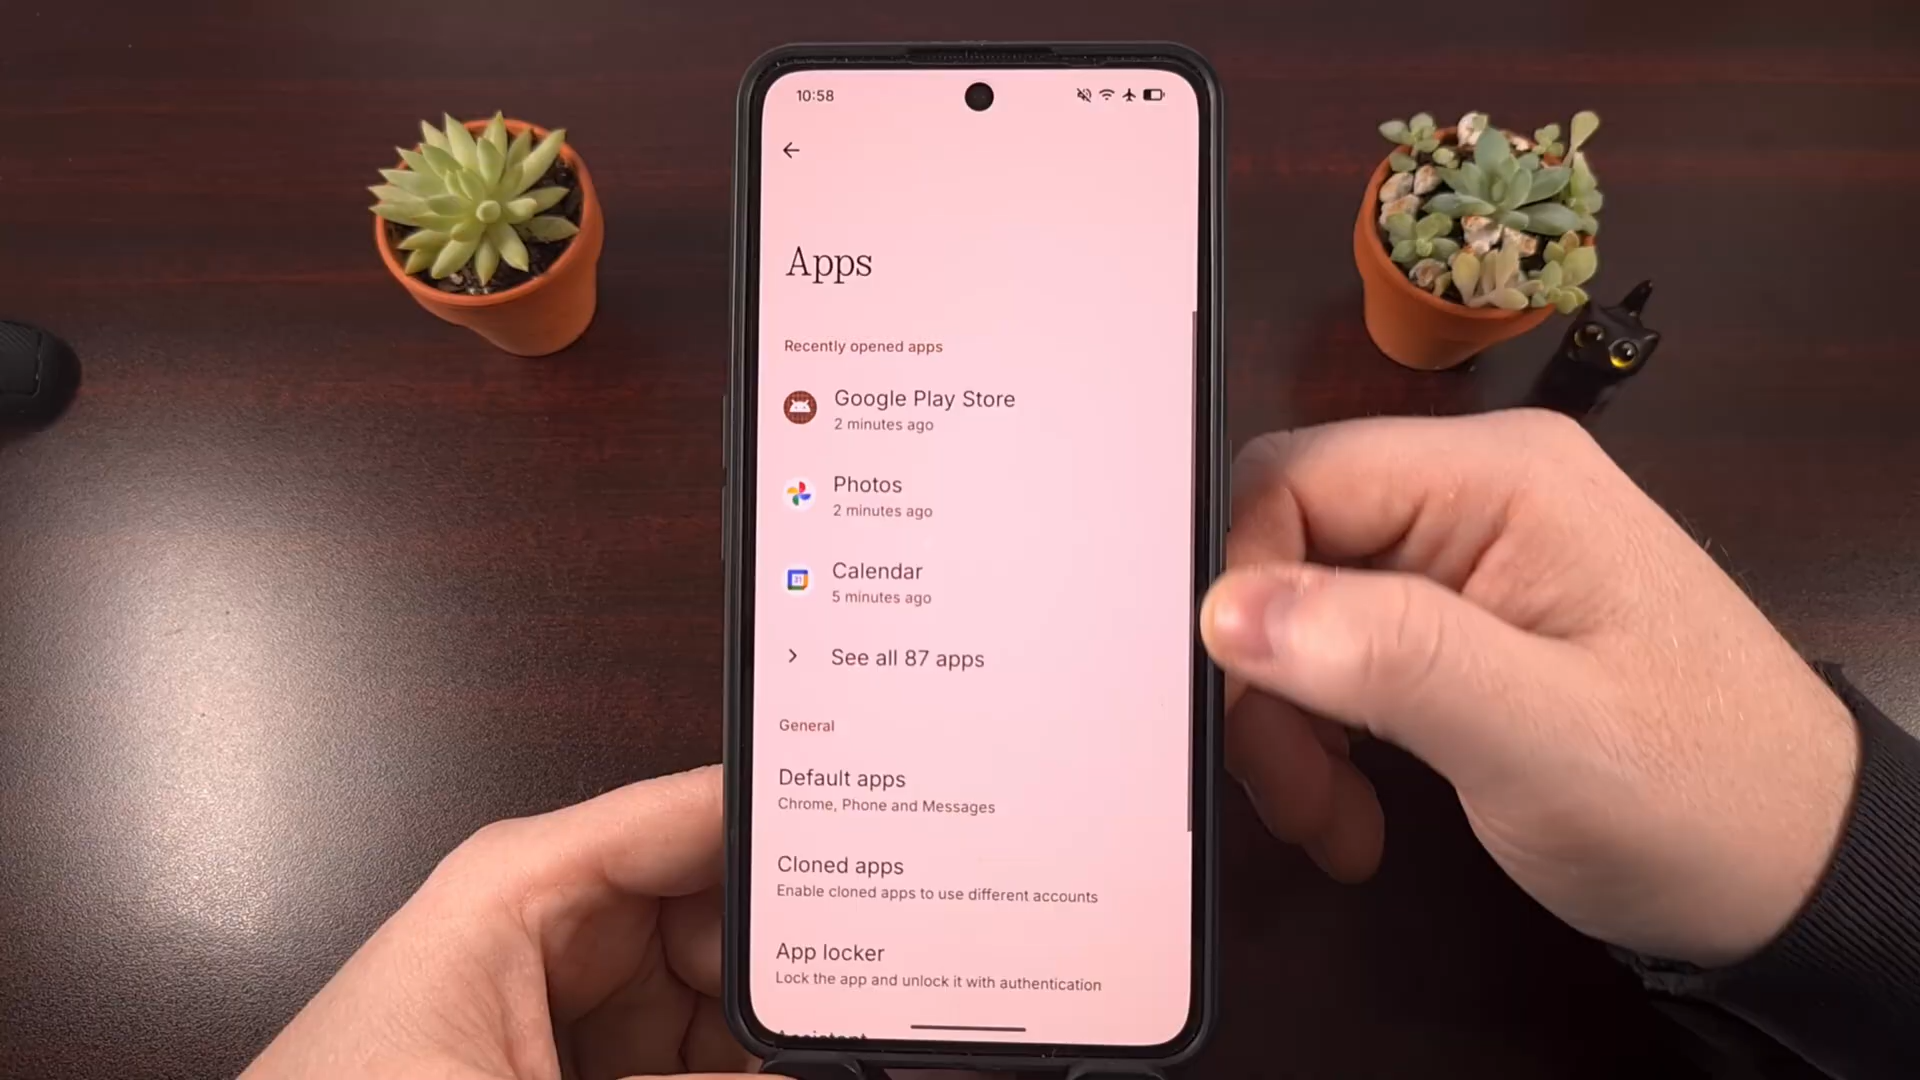 10:58
Apps
Recently opened apps
Google Play Store
2 minutes ago
Photos
2 minutes ago
31
Calendar
5 minutes ago
See all 87 apps
General
Default apps
Chrome, Phone and Messages
Cloned apps
Enable cloned apps to use different accounts
App locker
Lock the app and unlock it with authentication
Assistant